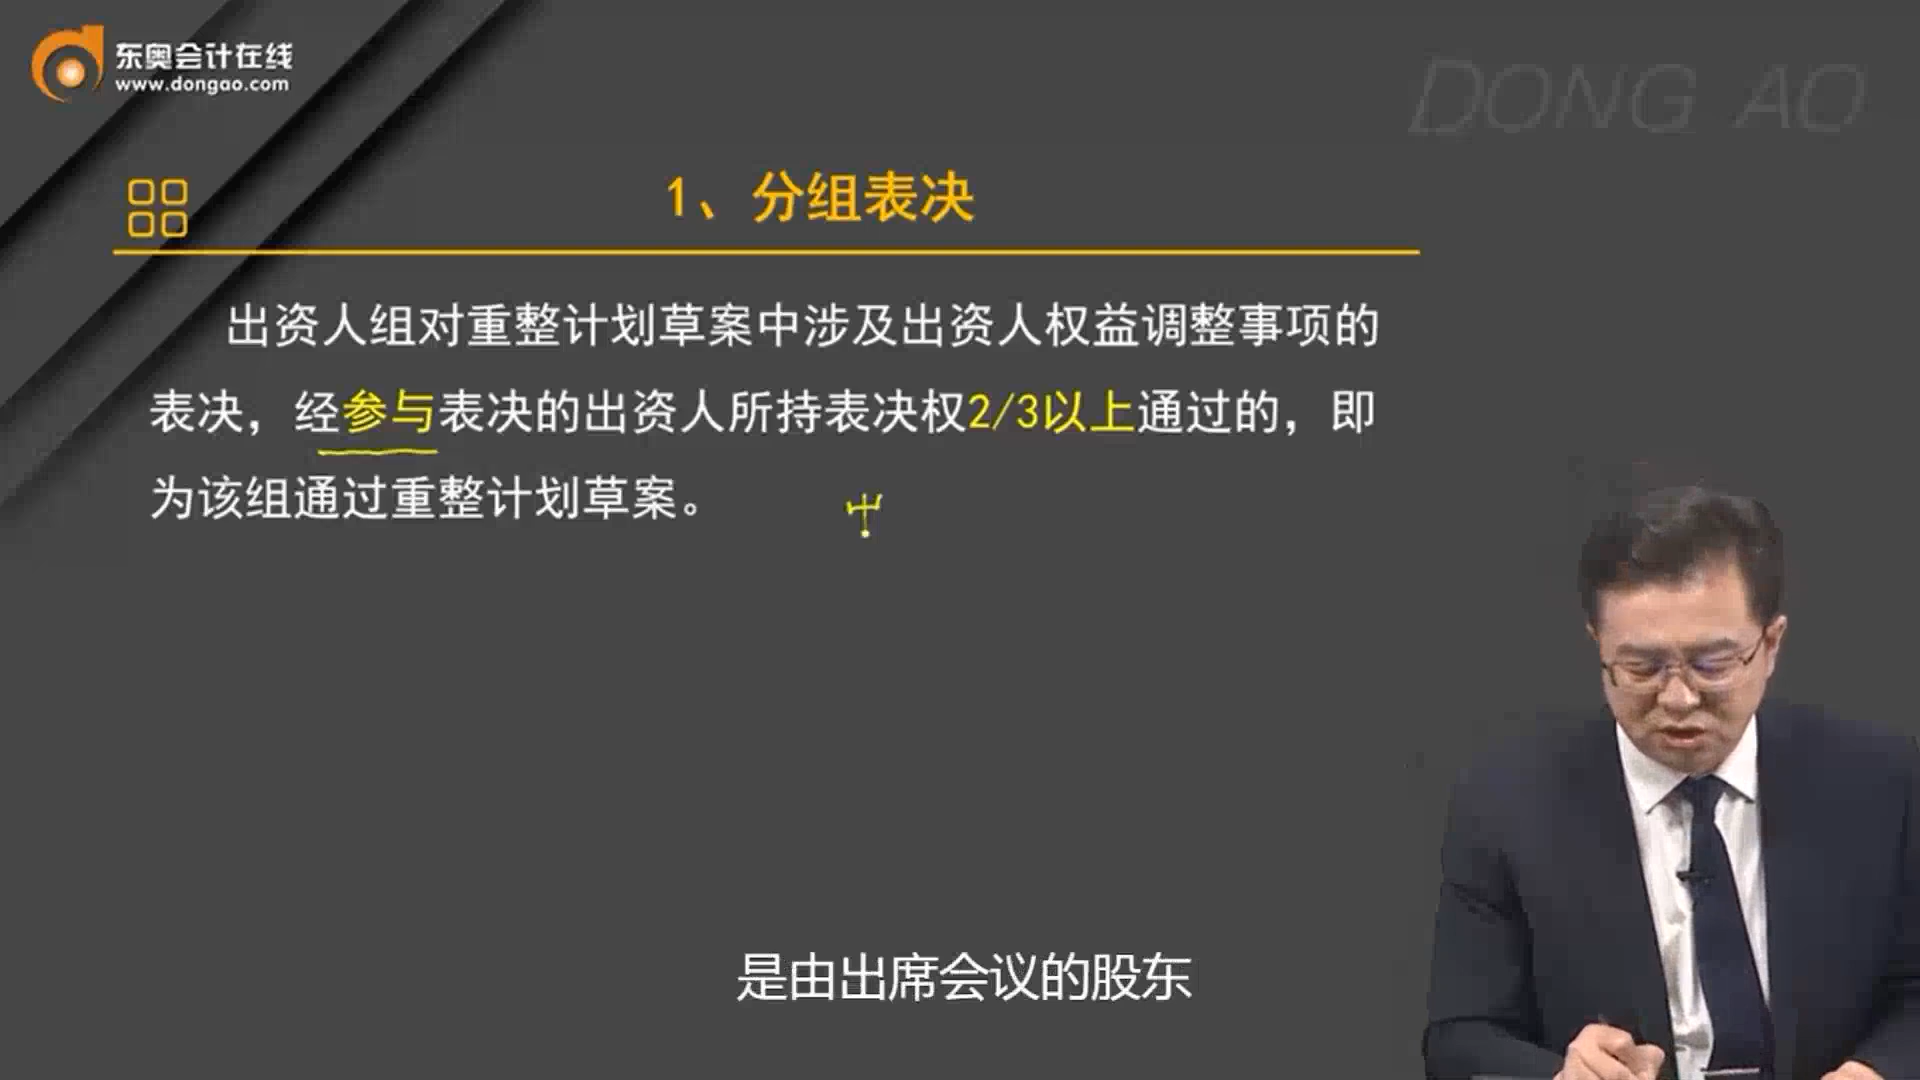 东奥会计在线
www.dongao.com
DONG AO
1、分组表决
出资人组对重整计划草案中涉及出资人权益调整事项的
表决，经参与表决的出资人所持表决权2/3以上通过的，即
为该组通过重整计划草案。
是由出席会议的股东